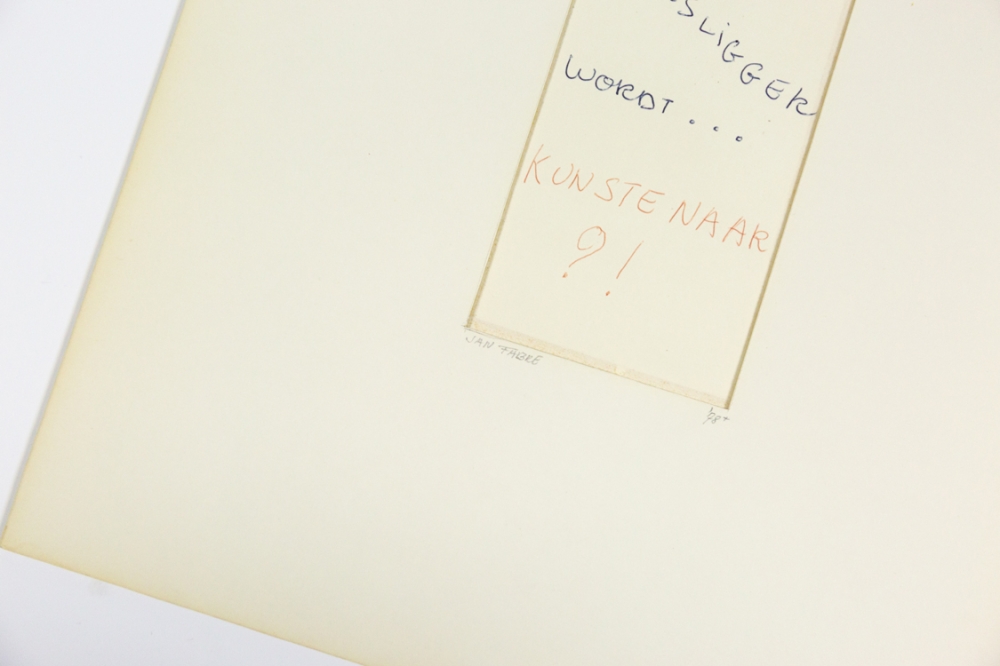 SLIGGER
WORDT...
KUNSTENAAR
?!
JAN FABRE